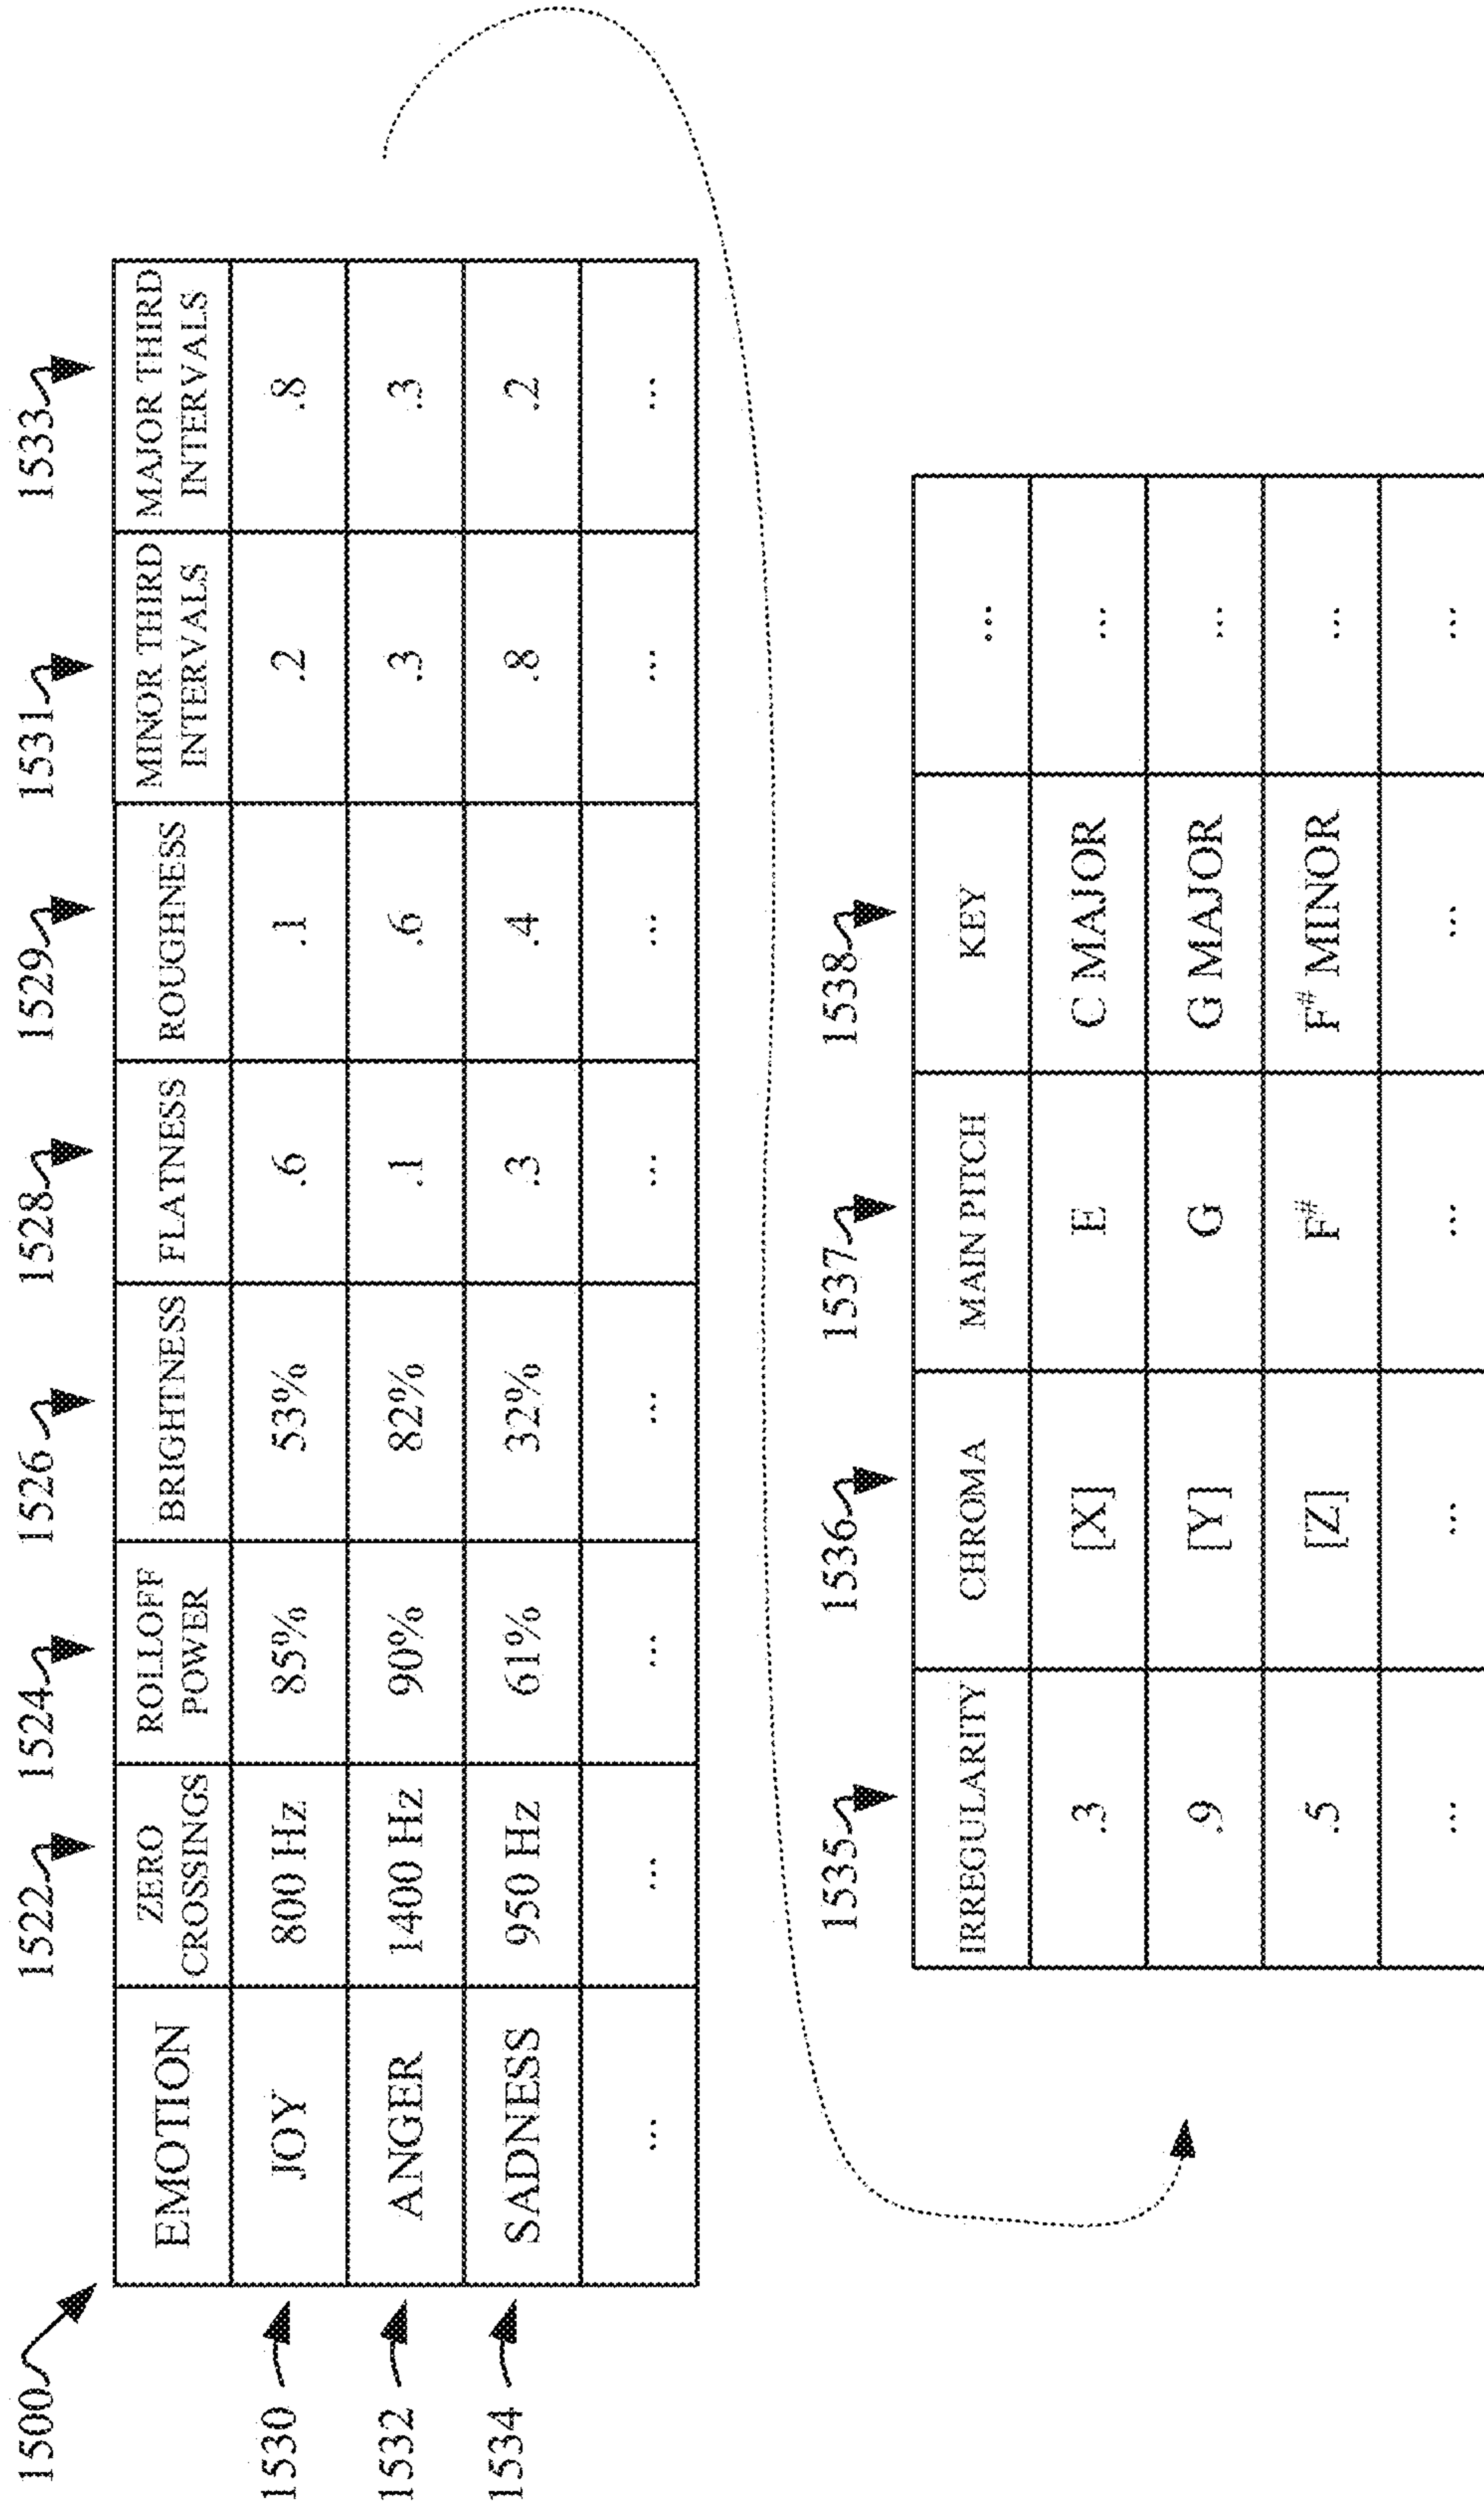 1500
1522 1524 1526 1528 1529 1531 1533
EMOTION ZERO CROSSINGS ROLLOFF POWER BRIGHTNESS FLATNESS ROUGHNESS MINOR THIRD INTERVALS MAJOR THIRD INTERVALS
1530 JOY 800 Hz 85% 53% .6 .1 .2 .8
1532 ANGER 1400 Hz 90% 82% .1 .6 .3 .3
1534 SADNESS 950 Hz 61% 32% .3 .4 .8 .2
... ... ... ... ... ... ... ...
1535 1536 1537 1538
IRREGULARITY CHROMA MAIN PITCH KEY ...
.3 [X] E C MAJOR ...
.9 [Y] G G MAJOR ...
.5 [Z] F# F# MINOR ...
... ... ... ... ...